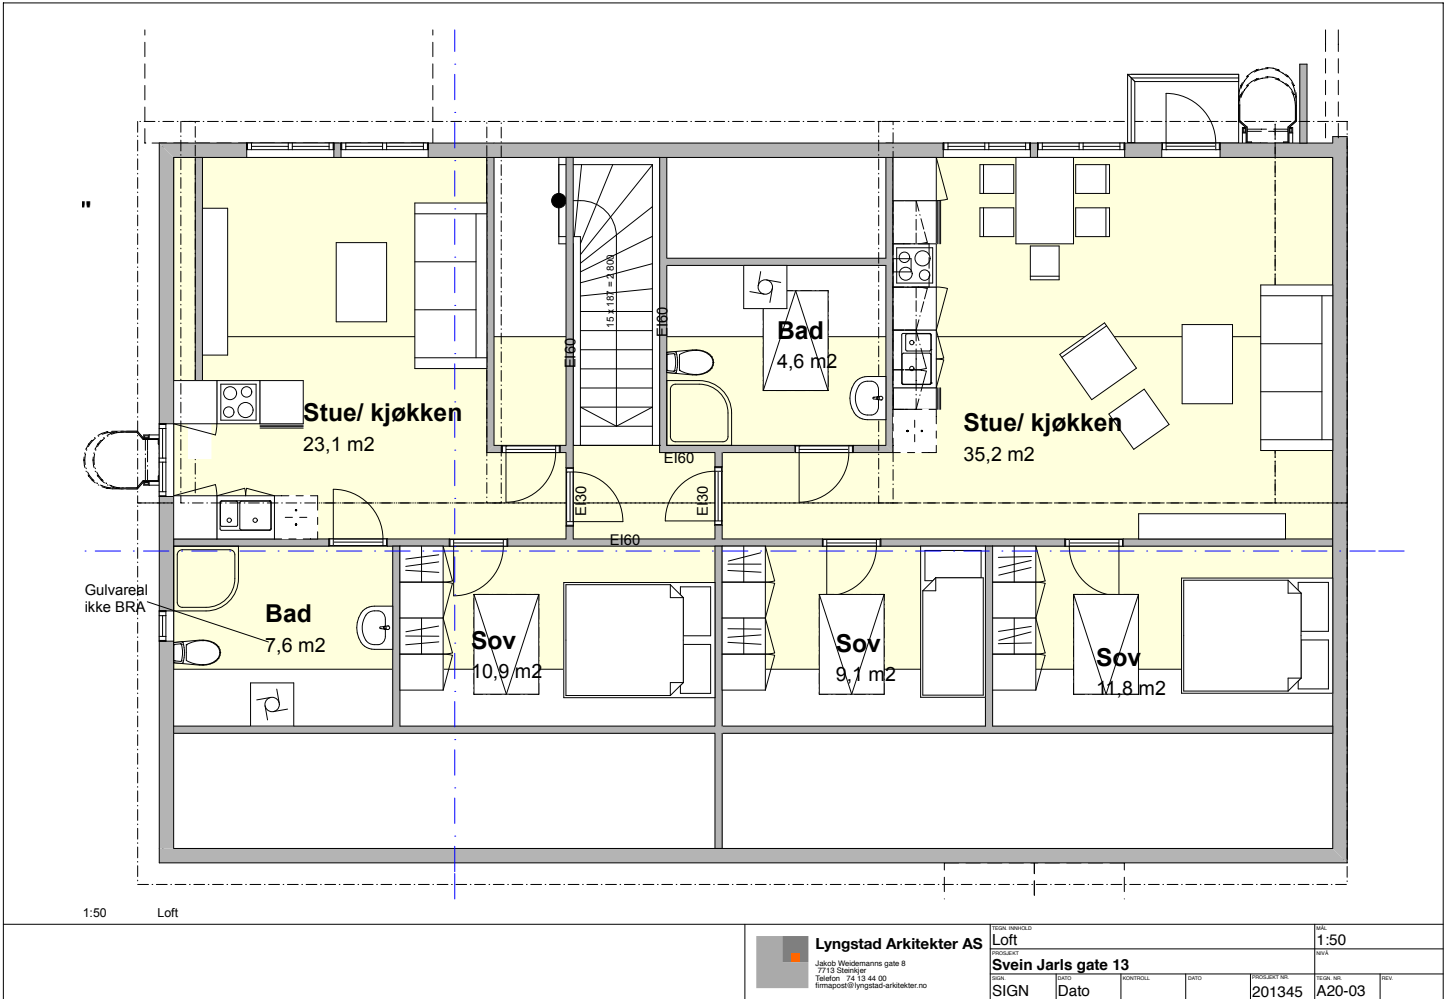 "
15 x 187 = 2 800
EI60
EI60
Bad
4,6 m2
Stue/ kjøkken
23,1 m2
Stue/ kjøkken
35,2 m2
EI60
EI30
EI30
EI60
Gulvareal
ikke BRA
Bad
7,6 m2
Sov
10,9 m2
Sov
9,1 m2
Sov
11,8 m2
1:50 Loft
Lyngstad Arkitekter AS
Jakob Weidemanns gate 8
7713 Steinkjer
Telefon 74 13 44 00
firmapost@lyngstad-arkitekter.no
TEGN. INNHOLD
Loft
MÅL
1:50
PROSJEKT
Svein Jarls gate 13
NIVÅ
SIGN.
SIGN
DATO
Dato
KONTROLL
DATO
PROSJEKT NR.
201345
TEGN. NR.
A20-03
REV.